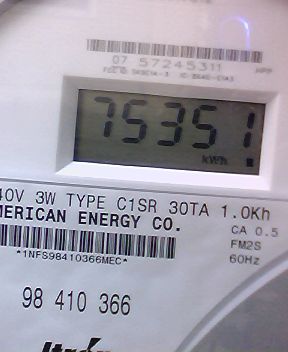 07 57245311
75351
kWh
40V 3W TYPE C1SR 30TA 1.0Kh
MERICAN ENERGY CO.
CA 0.5
FM2S
*1NFS98410366MEC*
60Hz
98 410 366
Itron